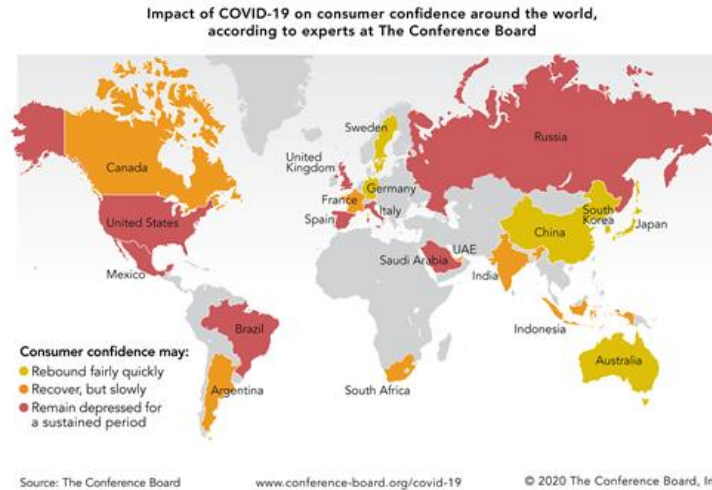 Impact of COVID-19 on consumer confidence around the world,
according to experts at The Conference Board
Sweden
Russia
Canada
United
Kingdom
Germany
France
United States
Spain
Italy
South
Korea
Japan
China
UAE
Saudi Arabia
Mexico
India
Brazil
Indonesia
Consumer confidence may:
Rebound fairly quickly
Australia
Recover, but slowly
Argentina
South Africa
Remain depressed for
a sustained period
Source: The Conference Board
www.conference-board.org/covid-19
© 2020 The Conference Board, In